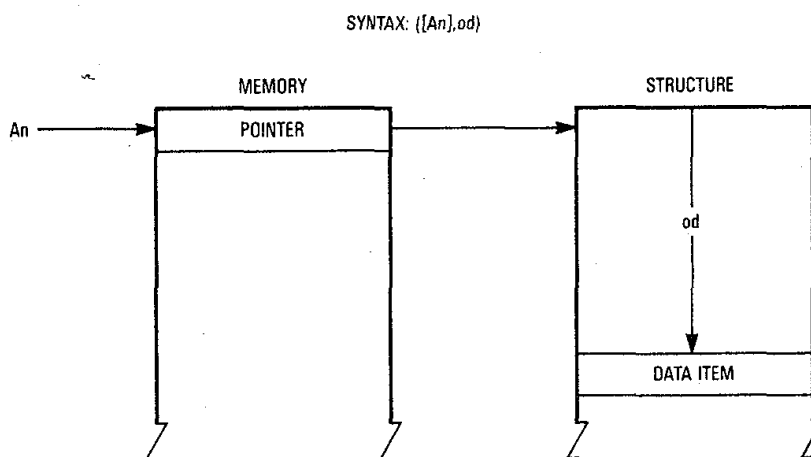 SYNTAX: ([An],od)
MEMORY
STRUCTURE
An
POINTER
od
DATA ITEM